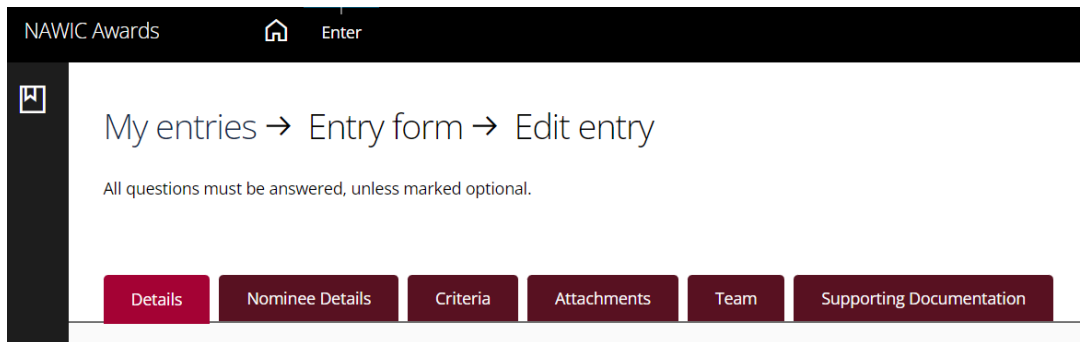 NAWIC Awards Enter
My entries → Entry form → Edit entry
All questions must be answered, unless marked optional.
Details Nominee Details Criteria Attachments Team Supporting Documentation